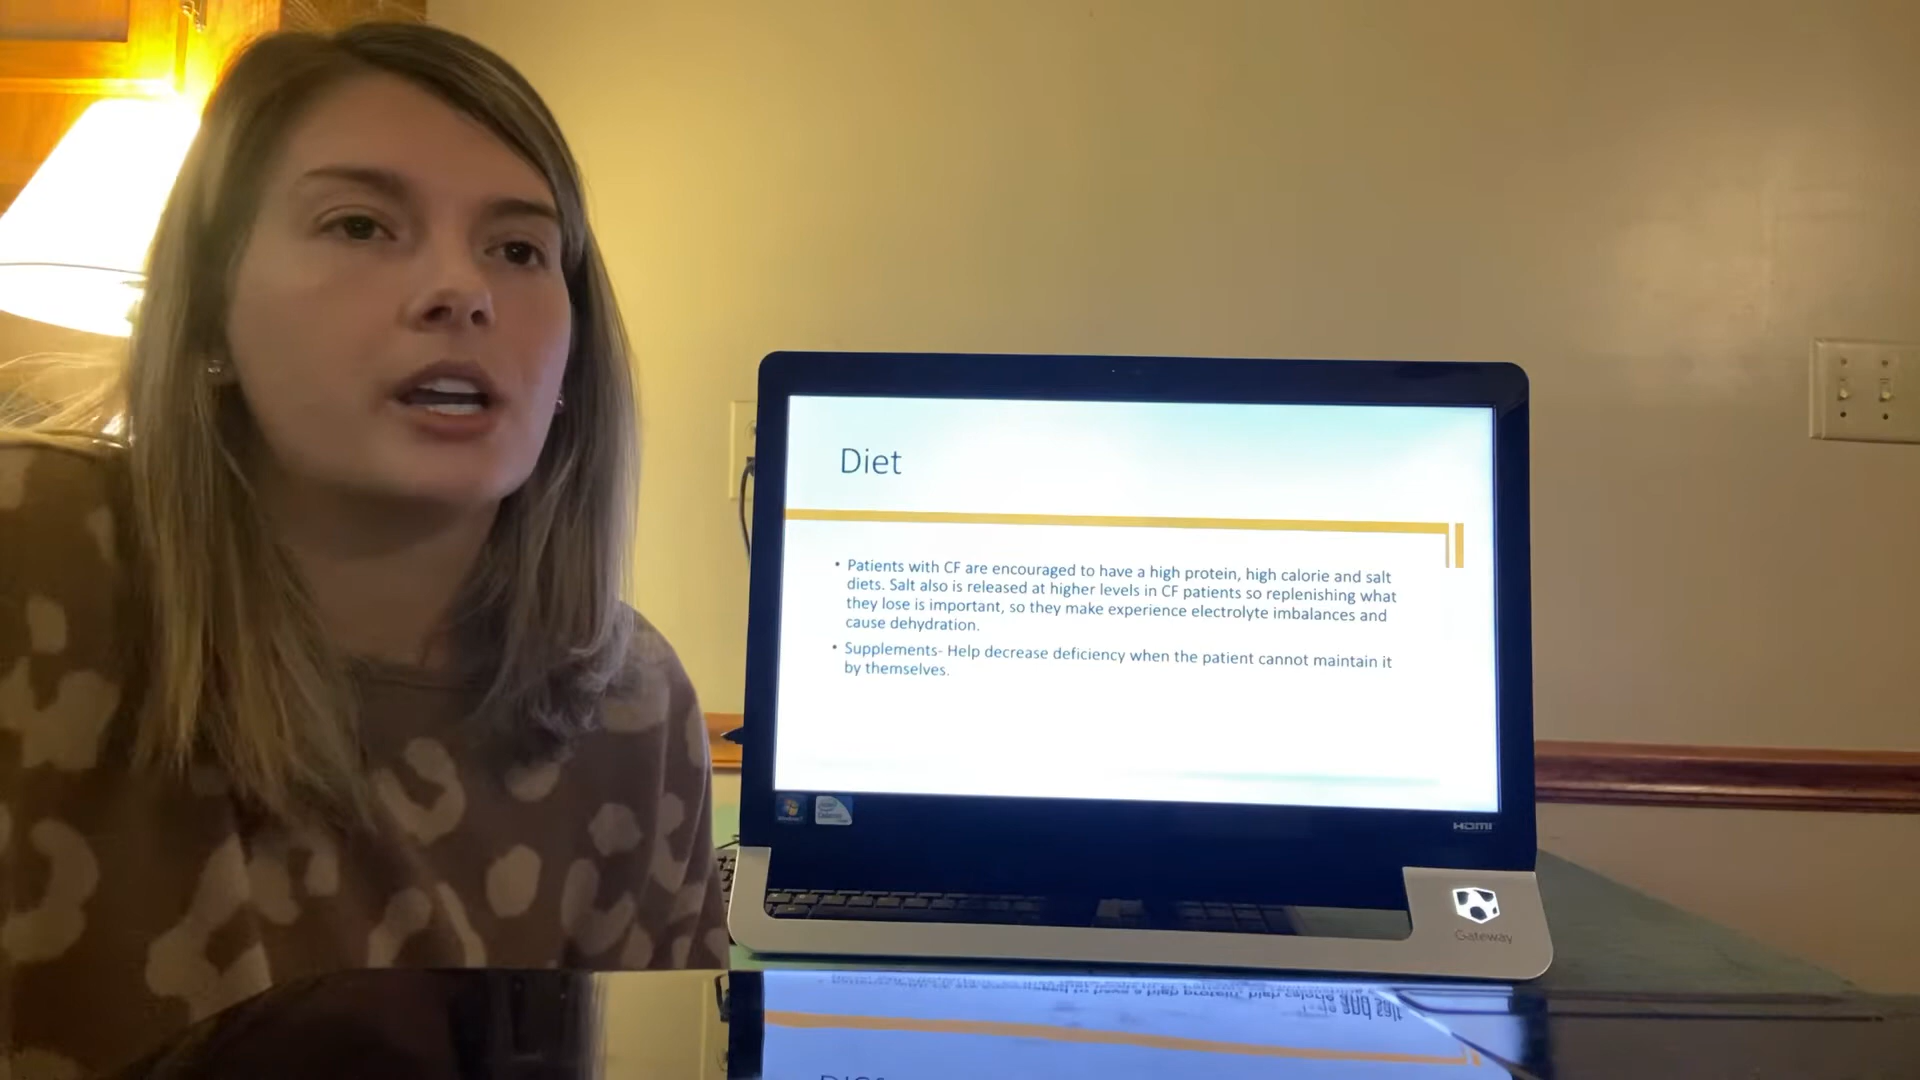 Diet
• Patients with CF are encouraged to have a high protein, high calorie and salt
diets. Salt also is released at higher levels in CF patients so replenishing what
they lose is important, so they make experience electrolyte imbalances and
cause dehydration.
• Supplements- Help decrease deficiency when the patient cannot maintain it
by themselves.
HDMI
Gateway